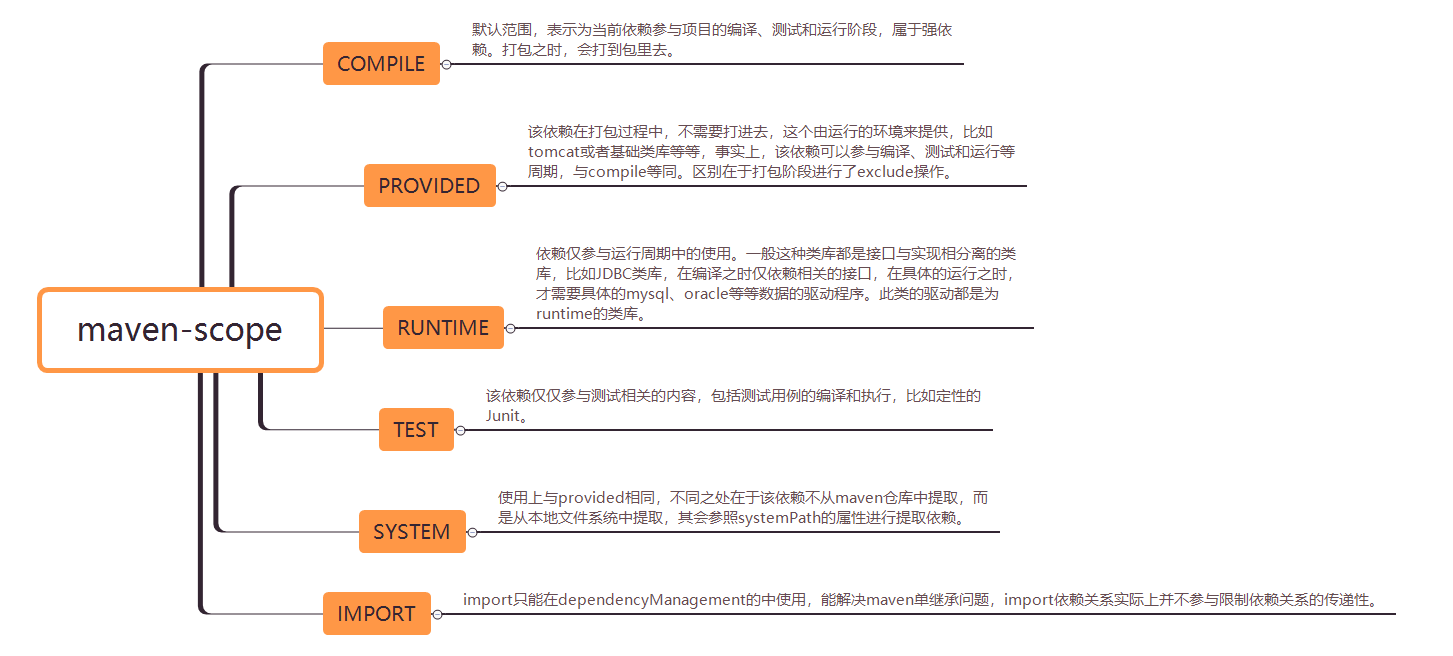 默认范围，表示为当前依赖参与项目的编译、测试和运行阶段，属于强依
赖。打包之时，会打到包里去。
COMPILE
该依赖在打包过程中，不需要打进去，这个由运行的环境来提供，比如
tomcat或者基础类库等等，事实上，该依赖可以参与编译、测试和运行等
周期，与compile等同。区别在于打包阶段进行了exclude操作。
PROVIDED
依赖仅参与运行周期中的使用。一般这种类库都是接口与实现相分离的类
库，比如JDBC类库，在编译之时仅依赖相关的接口，在具体的运行之时，
才需要具体的mysql、oracle等等数据的驱动程序。此类的驱动都是为
runtime的类库。
RUNTIME
maven-scope
该依赖仅仅参与测试相关的内容，包括测试用例的编译和执行，比如定性的
Junit。
TEST
使用上与provided相同，不同之处在于该依赖不从maven仓库中提取，而
是从本地文件系统中提取，其会参照systemPath的属性进行提取依赖。
SYSTEM
import只能在dependencyManagement的中使用，能解决maven单继承问题，import依赖关系实际上并不参与限制依赖关系的传递性。
IMPORT